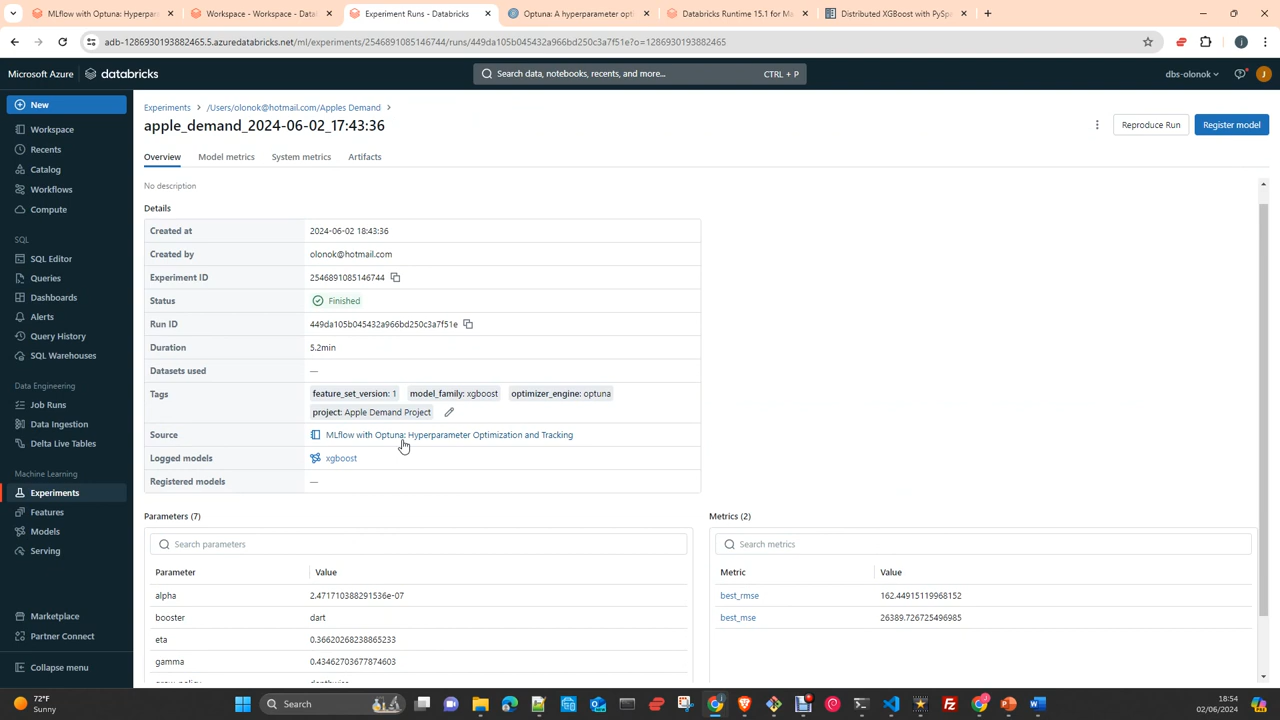 MLflow with Optuna: Hyperpara
Workspace - Workspace - Databricks
Experiment Runs - Databricks
Optuna: A hyperparameter opti
Databricks Runtime 15.1 for Ma
Distributed XGBoost with PySp
adb-1286930193882465.5.azuredatabricks.net/ml/experiments/2546891085146744/runs/449da105b045432a966bd250c3a7f51e?o=1286930193882465
Microsoft Azure databricks
Search data, notebooks, recents, and more... CTRL + P
dbs-olonok
J
New
Workspace
Recents
Catalog
Workflows
Compute
SQL
SQL Editor
Queries
Dashboards
Alerts
Query History
SQL Warehouses
Data Engineering
Job Runs
Data Ingestion
Delta Live Tables
Machine Learning
Experiments
Features
Models
Serving
Marketplace
Partner Connect
Collapse menu
Experiments > /Users/olonok@hotmail.com/Apples Demand >
apple_demand_2024-06-02_17:43:36
Reproduce Run
Register model
Overview Model metrics System metrics Artifacts
No description
Details
Created at 2024-06-02 18:43:36
Created by olonok@hotmail.com
Experiment ID 2546891085146744
Status Finished
Run ID 449da105b045432a966bd250c3a7f51e
Duration 5.2min
Datasets used —
Tags feature_set_version: 1 model_family: xgboost optimizer_engine: optuna
project: Apple Demand Project
Source MLflow with Optuna: Hyperparameter Optimization and Tracking
Logged models xgboost
Registered models —
Parameters (7)
Search parameters
Parameter Value
alpha 2.471710388291536e-07
booster dart
eta 0.36620268238865233
gamma 0.43462703677874603
Metrics (2)
Search metrics
Metric Value
best_rmse 162.44915119968152
best_mse 26389.726725496985
72°F
Sunny
Search
18:54
02/06/2024